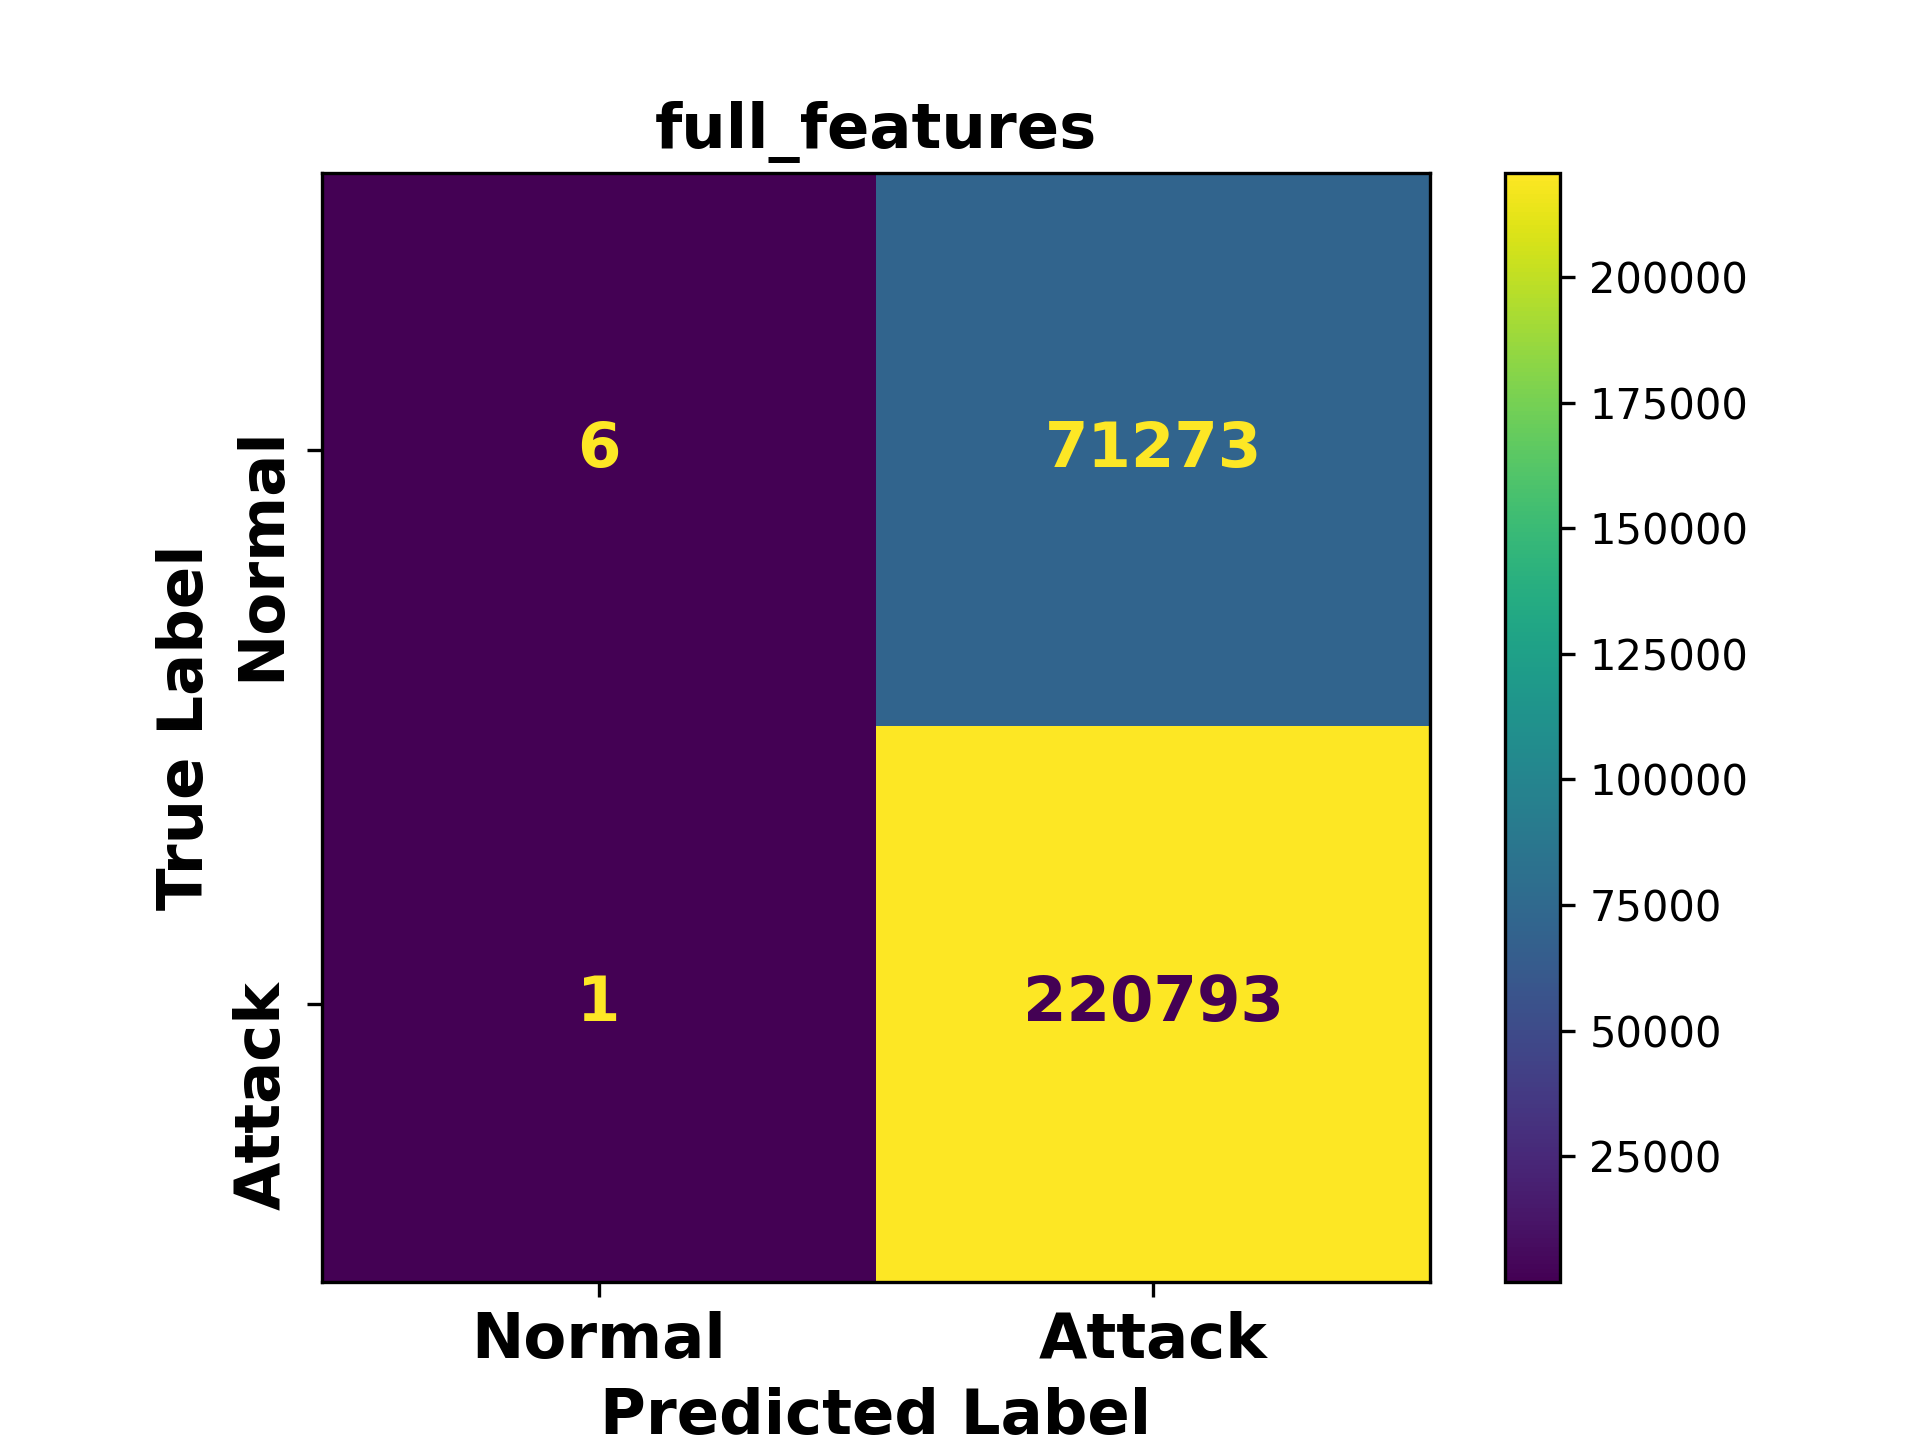 full_features
True Label
Normal
Attack
6
71273
1
220793
Normal
Attack
Predicted Label
200000
175000
150000
125000
100000
75000
50000
25000